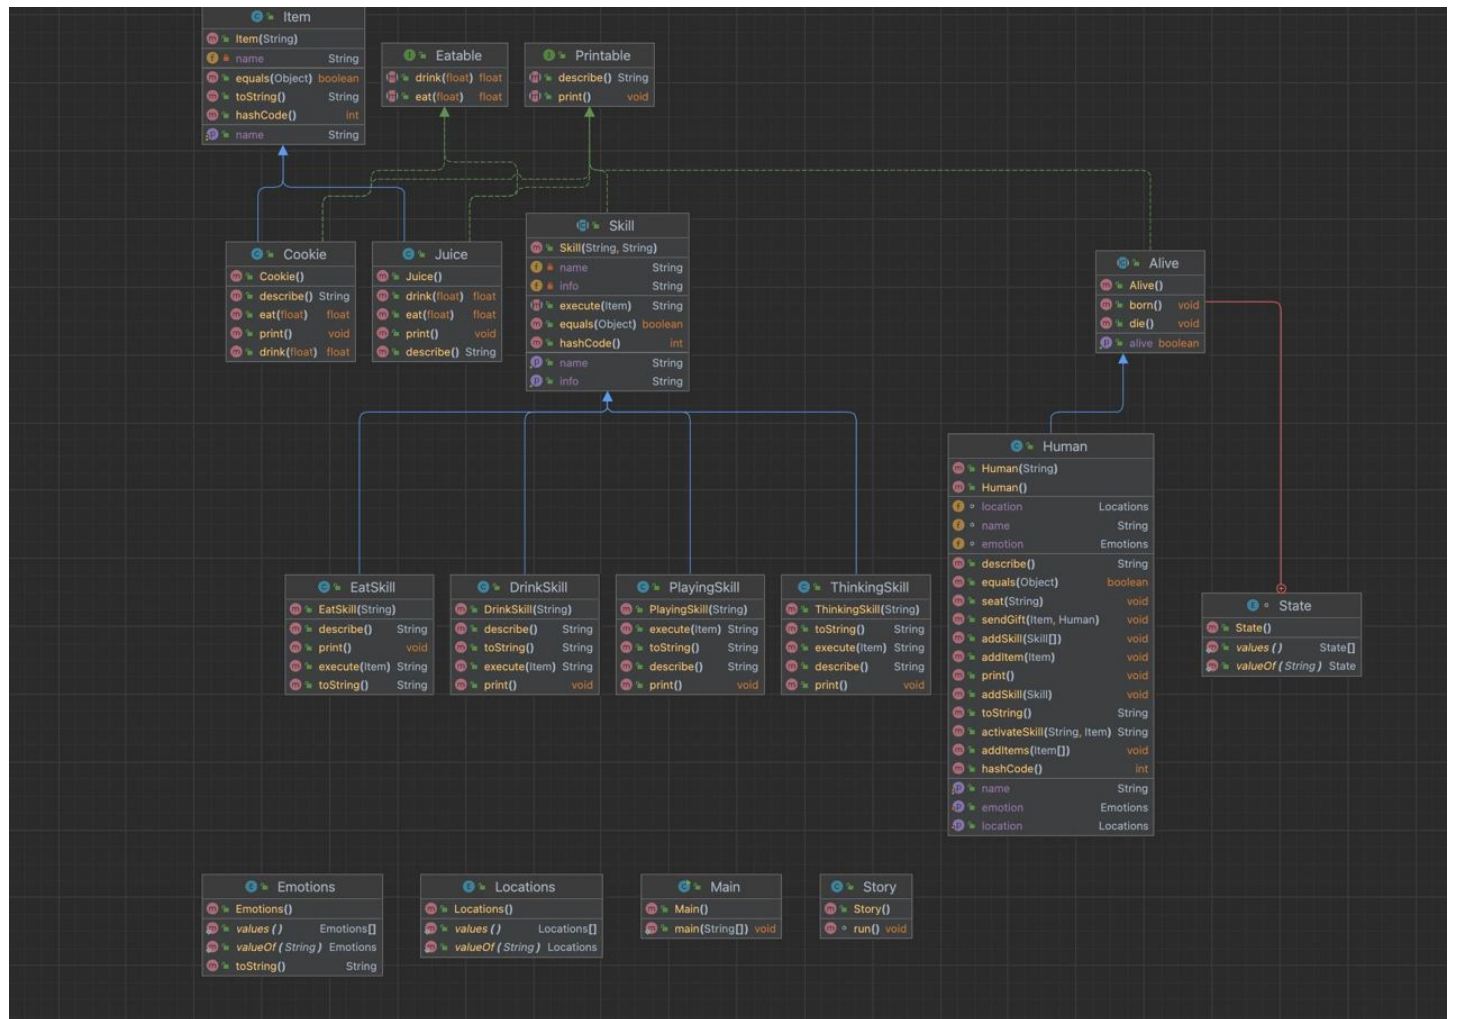 Item
Item(String)
name String
equals(Object) boolean
toString() String
hashCode() int
name String
Eatable
drink(float) float
eat(float) float
Printable
describe() String
print() void
Cookie
Cookie()
describe() String
eat(float) float
print() void
drink(float) float
Juice
Juice()
drink(float) float
eat(float) float
print() void
describe() String
Skill
Skill(String, String)
name String
info String
execute(Item) String
equals(Object) boolean
hashCode() int
name String
info String
Alive
Alive()
born() void
die() void
alive boolean
EatSkill
EatSkill(String)
describe() String
print() void
execute(Item) String
toString() String
DrinkSkill
DrinkSkill(String)
describe() String
toString() String
execute(Item) String
print() void
PlayingSkill
PlayingSkill(String)
execute(Item) String
toString() String
describe() String
print() void
ThinkingSkill
ThinkingSkill(String)
toString() String
execute(Item) String
describe() String
print() void
Human
Human(String)
Human()
location Locations
name String
emotion Emotions
describe() String
equals(Object) boolean
seat(String) void
sendGift(Item, Human) void
addSkill(Skill[]) void
addItem(Item) void
print() void
addSkill(Skill) void
toString() String
activateSkill(String, Item) String
addItems(Item[]) void
hashCode() int
name String
emotion Emotions
location Locations
State
State()
values () State[]
valueOf (String) State
Emotions
Emotions()
values () Emotions[]
valueOf (String) Emotions
toString() String
Locations
Locations()
values () Locations[]
valueOf (String) Locations
Main
Main()
main(String[]) void
Story
Story()
run() void